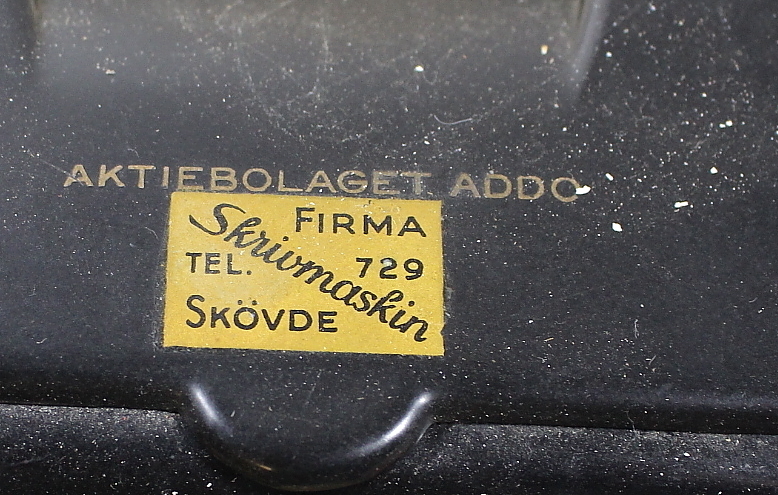 AKTIEBOLAGET ADDO
FIRMA
Skrivmaskin
TEL. 729
SKÖVDE